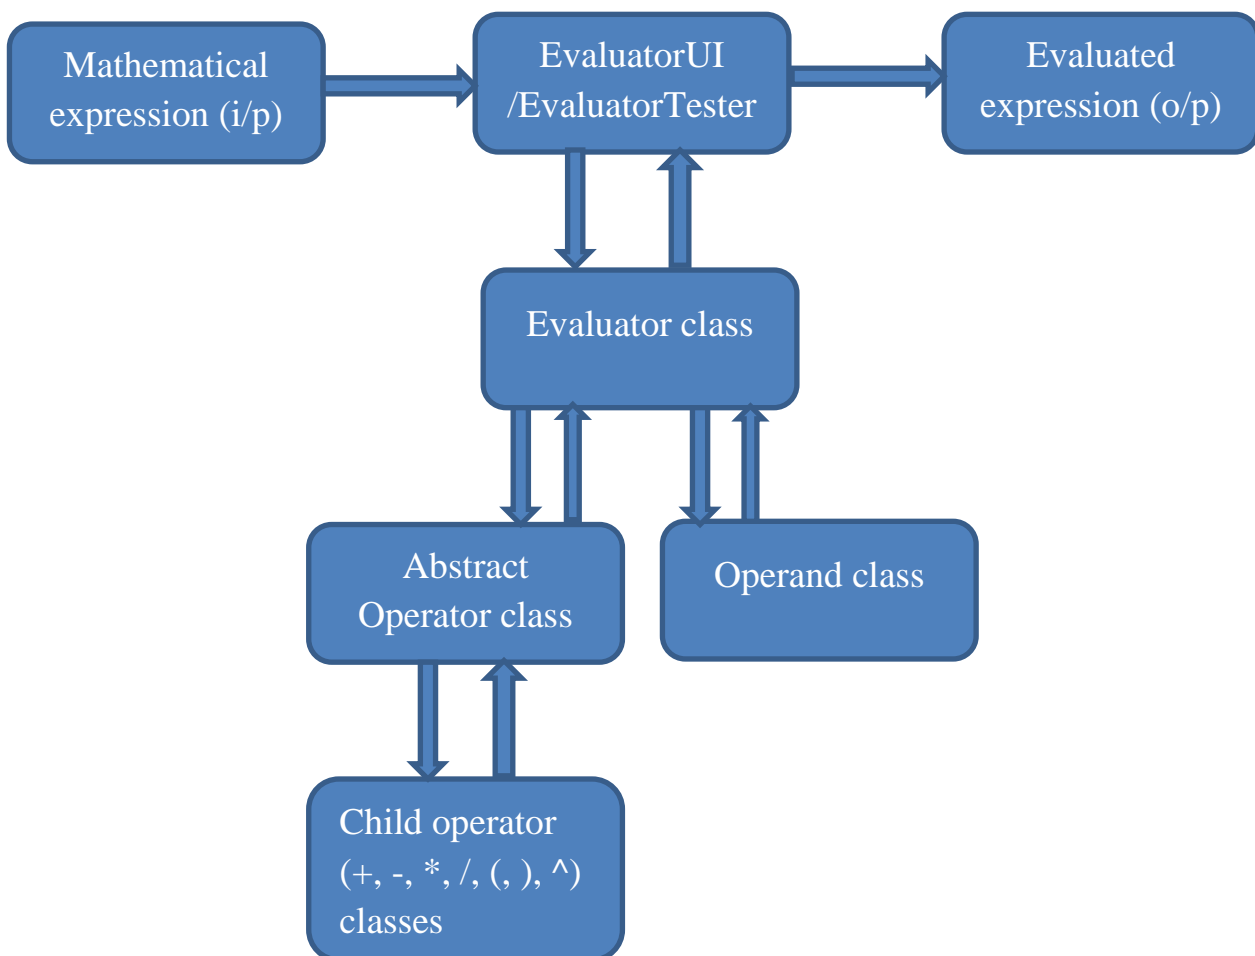 Mathematical
expression (i/p)
EvaluatorUI
/EvaluatorTester
Evaluated
expression (o/p)
Evaluator class
Abstract
Operator class
Operand class
Child operator
(+, -, *, /, (, ), ^)
classes